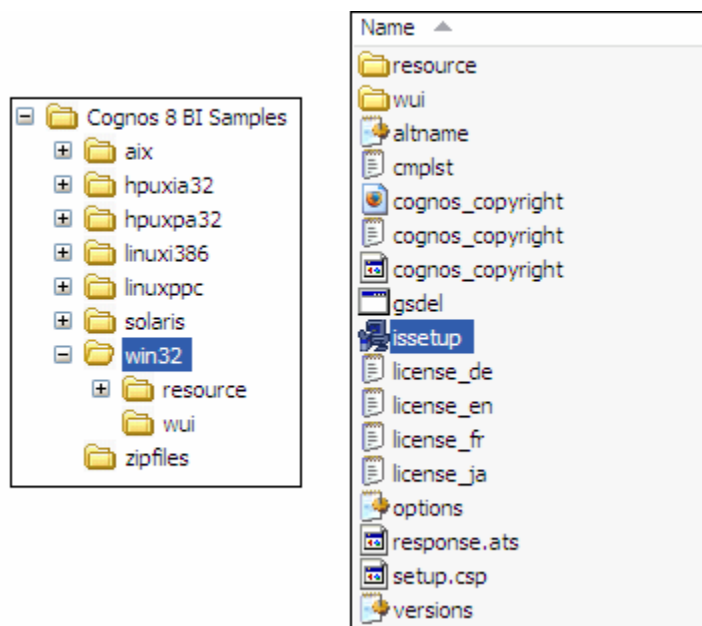 Cognos 8 BI Samples
aix
hpuxia32
hpuxpa32
linuxi386
linuxppc
solaris
win32
resource
wui
zipfiles
Name
resource
wui
altname
cmplst
cognos_copyright
cognos_copyright
cognos_copyright
gsdel
issetup
license_de
license_en
license_fr
license_ja
options
response.ats
setup.csp
versions